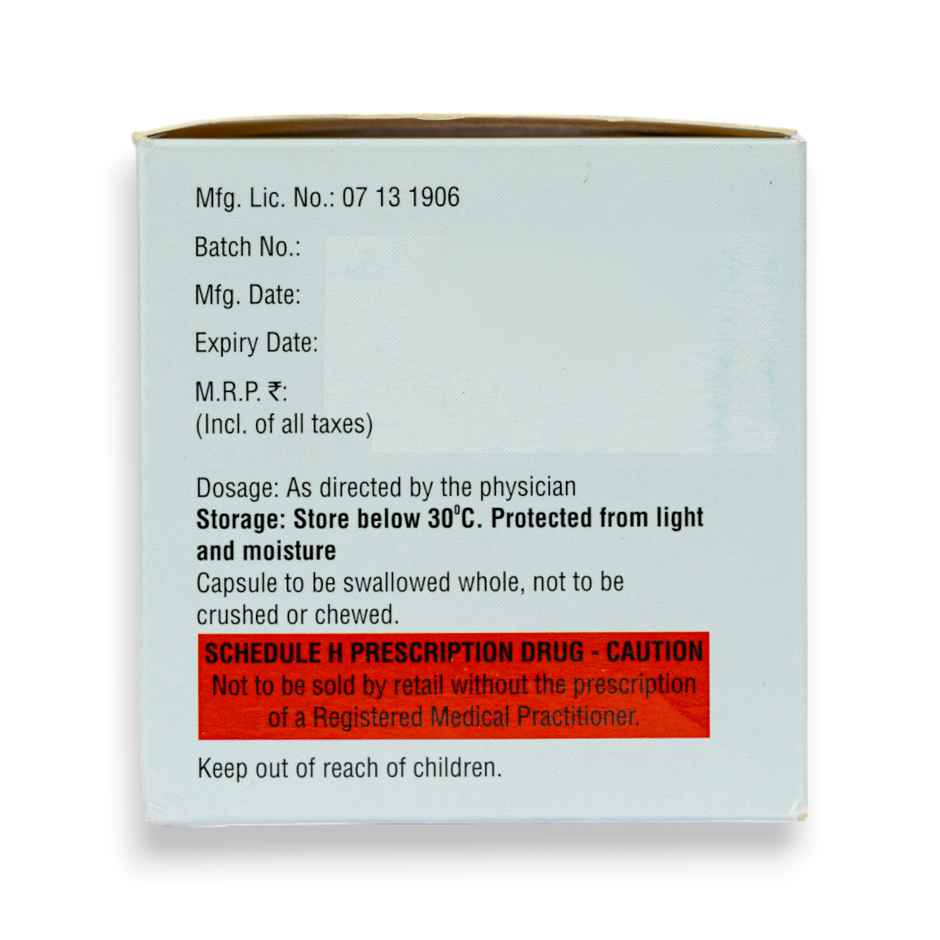 Mfg. Lic. No.: 07 13 1906
Batch No.:
Mfg. Date:
Expiry Date:
M.R.P. ₹:
(Incl. of all taxes)
Dosage: As directed by the physician
Storage: Store below 30⁰C. Protected from light
and moisture
Capsule to be swallowed whole, not to be
crushed or chewed.
SCHEDULE H PRESCRIPTION DRUG - CAUTION
Not to be sold by retail without the prescription
of a Registered Medical Practitioner.
Keep out of reach of children.